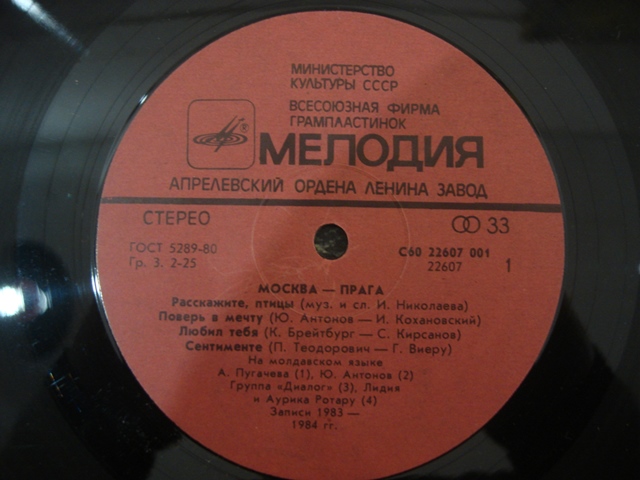 МИНИСТЕРСТВО
КУЛЬТУРЫ СССР
ВСЕСОЮЗНАЯ ФИРМА
ГРАМПЛАСТИНОК
МЕЛОДИЯ
АПРЕЛЕВСКИЙ ОРДЕНА ЛЕНИНА ЗАВОД
СТЕРЕО
33
ГОСТ 5289-80
Гр. 3. 2-25
С60 22607 001
22607
1
МОСКВА — ПРАГА
Расскажите, птицы (муз. и сл. И. Николаева)
Поверь в мечту (Ю. Антонов — И. Кохановский)
Любил тебя (К. Брейтбург — С. Кирсанов)
Сентименте (П. Теодорович — Г. Виеру)
На молдавском языке
А. Пугачева (1), Ю. Антонов (2)
Группа «Диалог» (3), Лидия
и Аурика Ротару (4)
Записи 1983 —
1984 гг.